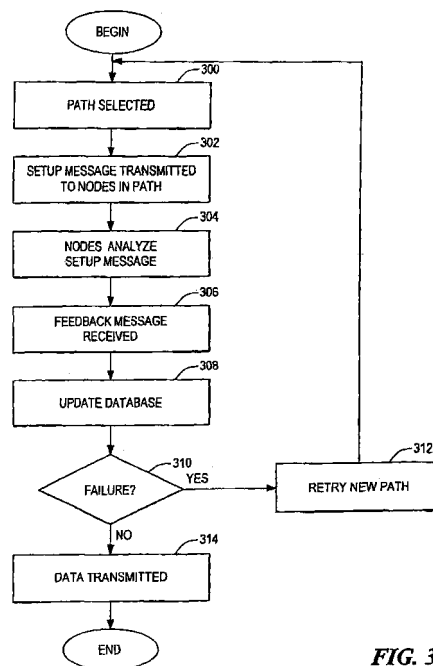 BEGIN
300
PATH SELECTED
302
SETUP MESSAGE TRANSMITTED
TO NODES IN PATH
304
NODES ANALYZE
SETUP MESSAGE
306
FEEDBACK MESSAGE
RECEIVED
308
UPDATE DATABASE
310
FAILURE?
YES
312
RETRY NEW PATH
NO
314
DATA TRANSMITTED
END
FIG. 3